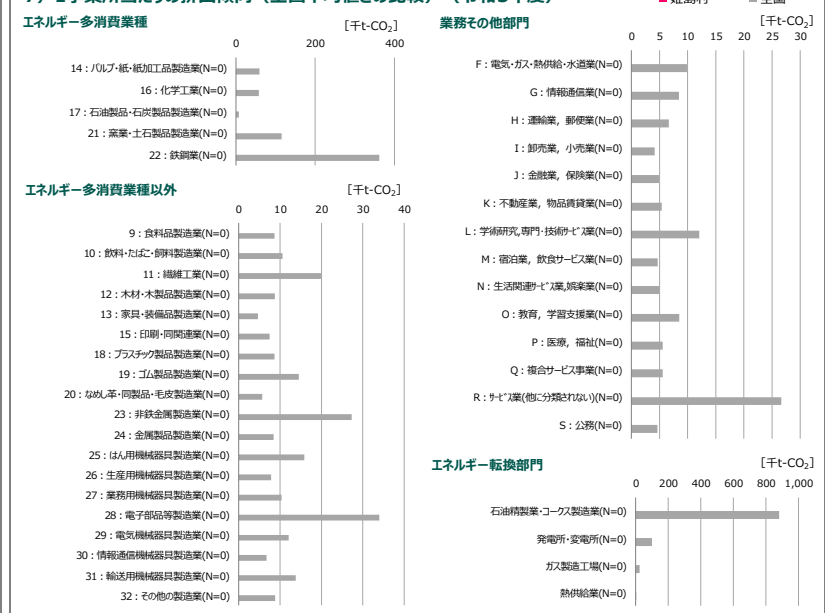 エネルギー多消費業種
[千t-CO₂]
0 200 400
14：パルプ・紙・紙加工品製造業(N=0)
16：化学工業(N=0)
17：石油製品・石炭製品製造業(N=0)
21：窯業・土石製品製造業(N=0)
22：鉄鋼業(N=0)
エネルギー多消費業種以外
[千t-CO₂]
0 10 20 30 40
9：食料品製造業(N=0)
10：飲料・たばこ・飼料製造業(N=0)
11：繊維工業(N=0)
12：木材・木製品製造業(N=0)
13：家具・装備品製造業(N=0)
15：印刷・同関連業(N=0)
18：プラスチック製品製造業(N=0)
19：ゴム製品製造業(N=0)
20：なめし革・同製品・毛皮製造業(N=0)
23：非鉄金属製造業(N=0)
24：金属製品製造業(N=0)
25：はん用機械器具製造業(N=0)
26：生産用機械器具製造業(N=0)
27：業務用機械器具製造業(N=0)
28：電子部品等製造業(N=0)
29：電気機械器具製造業(N=0)
30：情報通信機械器具製造業(N=0)
31：輸送用機械器具製造業(N=0)
32：その他の製造業(N=0)
業務その他部門
[千t-CO₂]
0 5 10 15 20 25 30
F：電気・ガス・熱供給・水道業(N=0)
G：情報通信業(N=0)
H：運輸業，郵便業(N=0)
I：卸売業，小売業(N=0)
J：金融業，保険業(N=0)
K：不動産業，物品賃貸業(N=0)
L：学術研究,専門・技術ｻｰﾋﾞｽ業(N=0)
M：宿泊業，飲食サービス業(N=0)
N：生活関連ｻｰﾋﾞｽ業,娯楽業(N=0)
O：教育，学習支援業(N=0)
P：医療，福祉(N=0)
Q：複合サービス事業(N=0)
R：ｻｰﾋﾞｽ業(他に分類されない)(N=0)
S：公務(N=0)
エネルギー転換部門
[千t-CO₂]
0 200 400 600 800 1,000
石油精製業・コークス製造業(N=0)
発電所・変電所(N=0)
ガス製造工場(N=0)
熱供給業(N=0)